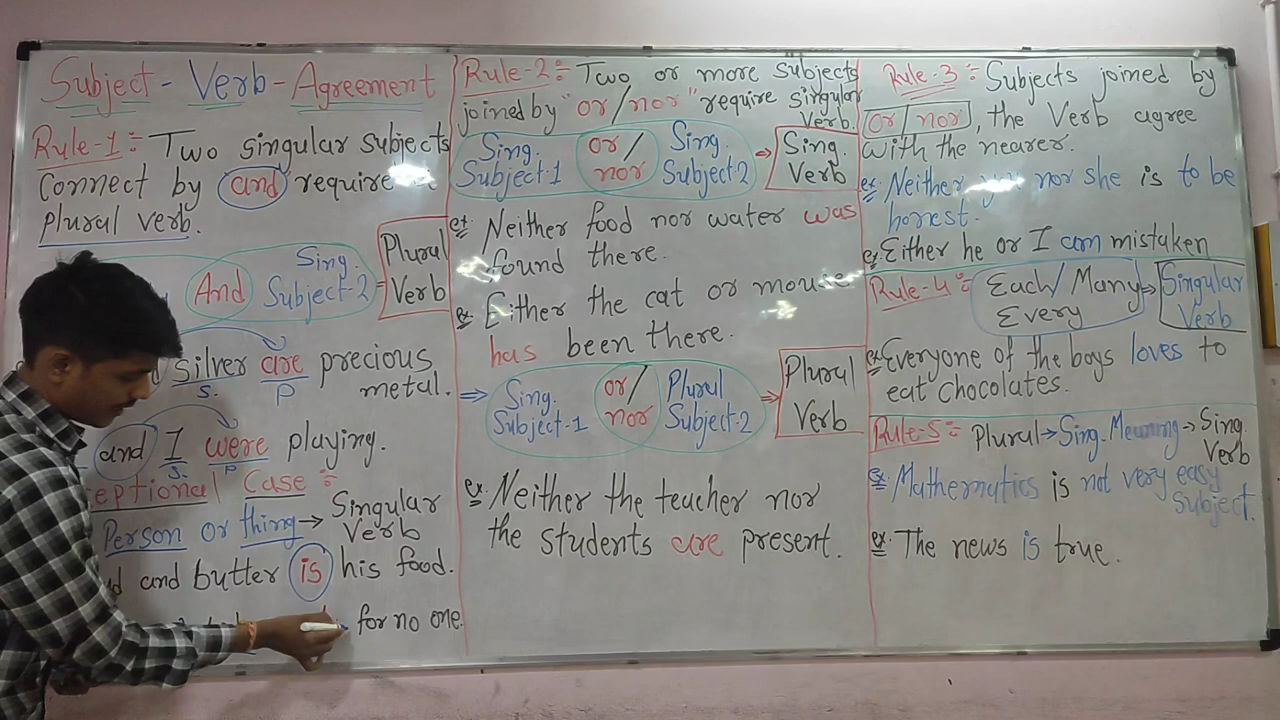 Subject - Verb - Agreement
Rule-1 :- Two singular subjects
connect by and require a
plural verb.
And Sing. Subject-2 = Plural Verb
silver are precious
metal.
S. P
and I were playing.
S. P
eptional Case :-
Person or thing → Singular Verb
and butter is his food.
for no one.
Rule-2 :- Two or more subjects
joined by "or/nor" require singular
Verb.
Sing. Subject-1 or/nor Sing. Subject-2 ⇒ Sing. Verb
ex: Neither food nor water was
found there.
ex: Either the cat or mouse
has been there.
⇒ Sing. Subject-1 or/nor Plural Subject-2 ⇒ Plural Verb
ex: Neither the teacher nor
the students are present.
Rule-3 :- Subjects joined by
or/nor, the Verb agree
with the nearer.
ex: Neither you nor she is to be
honest.
ex: Either he or I am mistaken
Rule-4 :- Each/Many Every → Singular Verb
ex: Everyone of the boys loves to
eat chocolates.
Rule-5 :- Plural → Sing. Meaning → Sing. Verb
ex: Mathematics is not very easy
subject.
ex: The news is true.